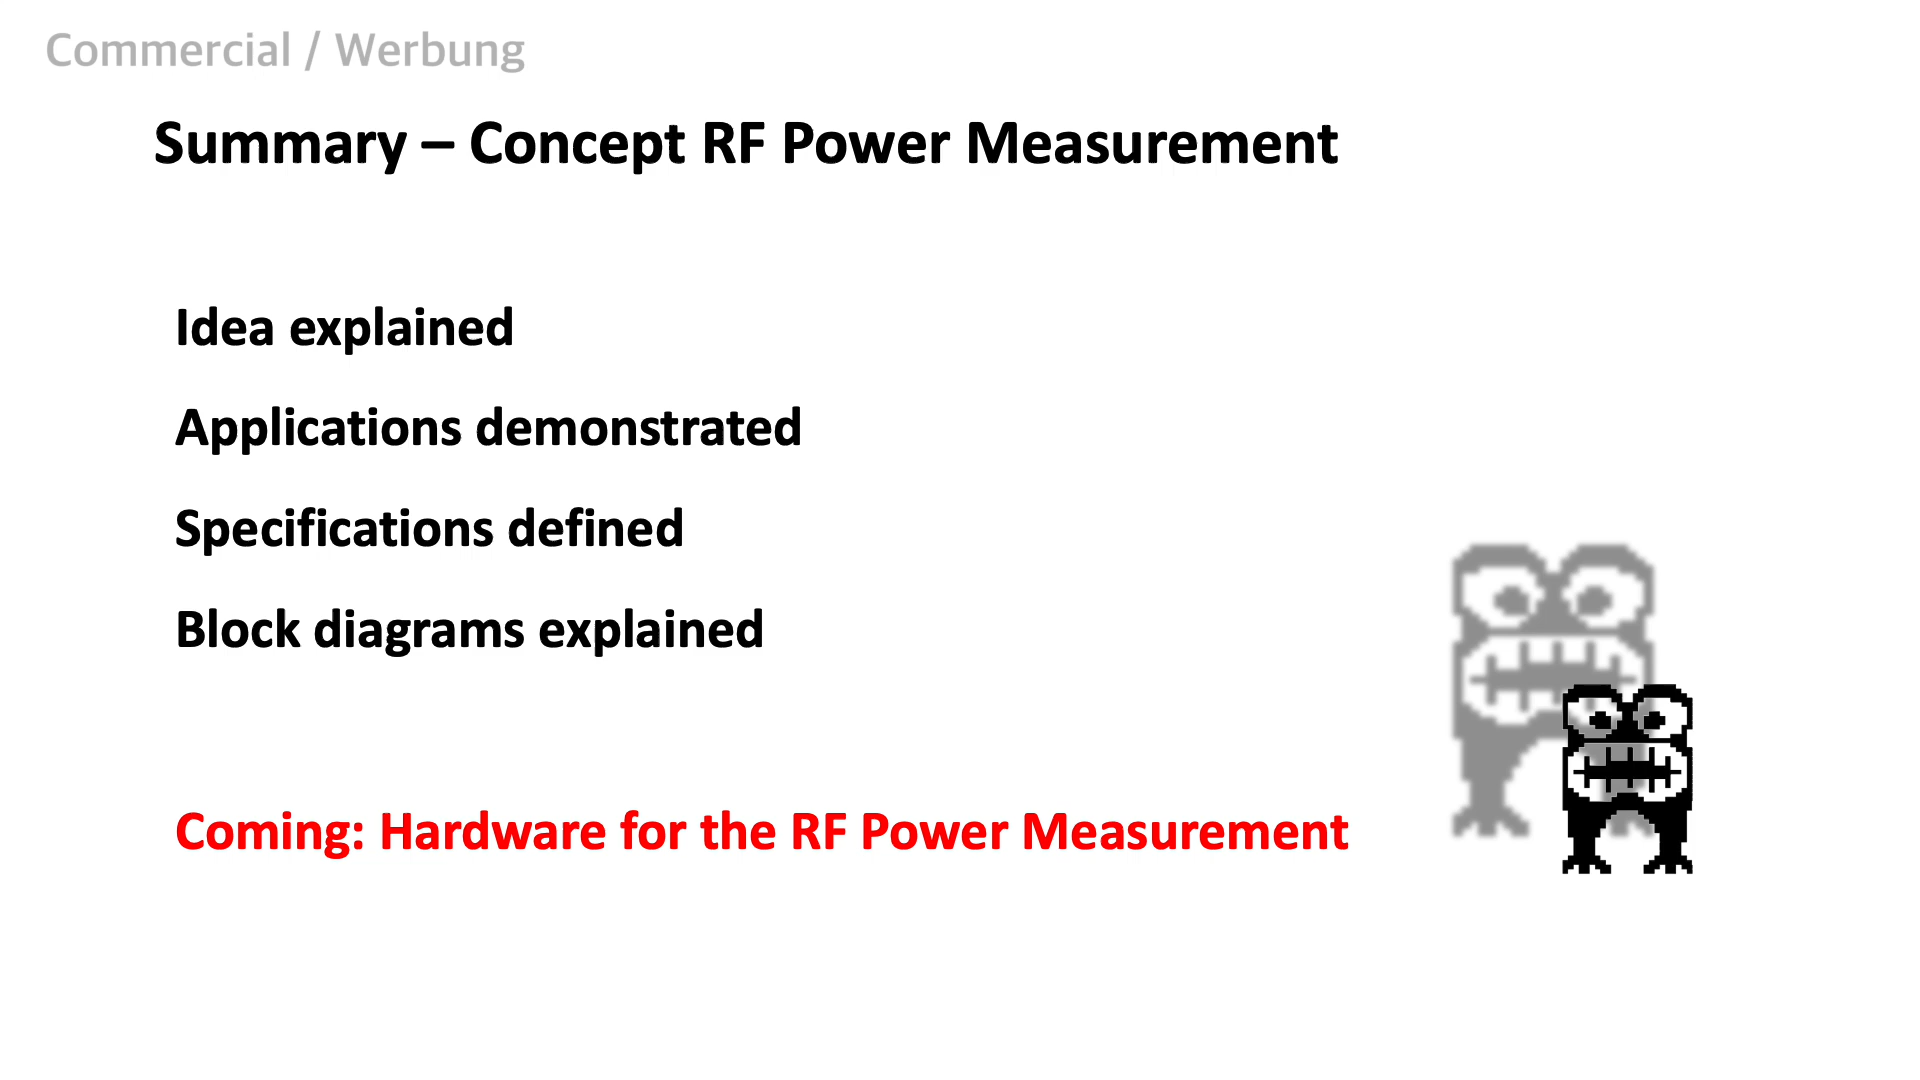 Commercial / Werbung
Summary – Concept RF Power Measurement
Idea explained
Applications demonstrated
Specifications defined
Block diagrams explained
Coming: Hardware for the RF Power Measurement